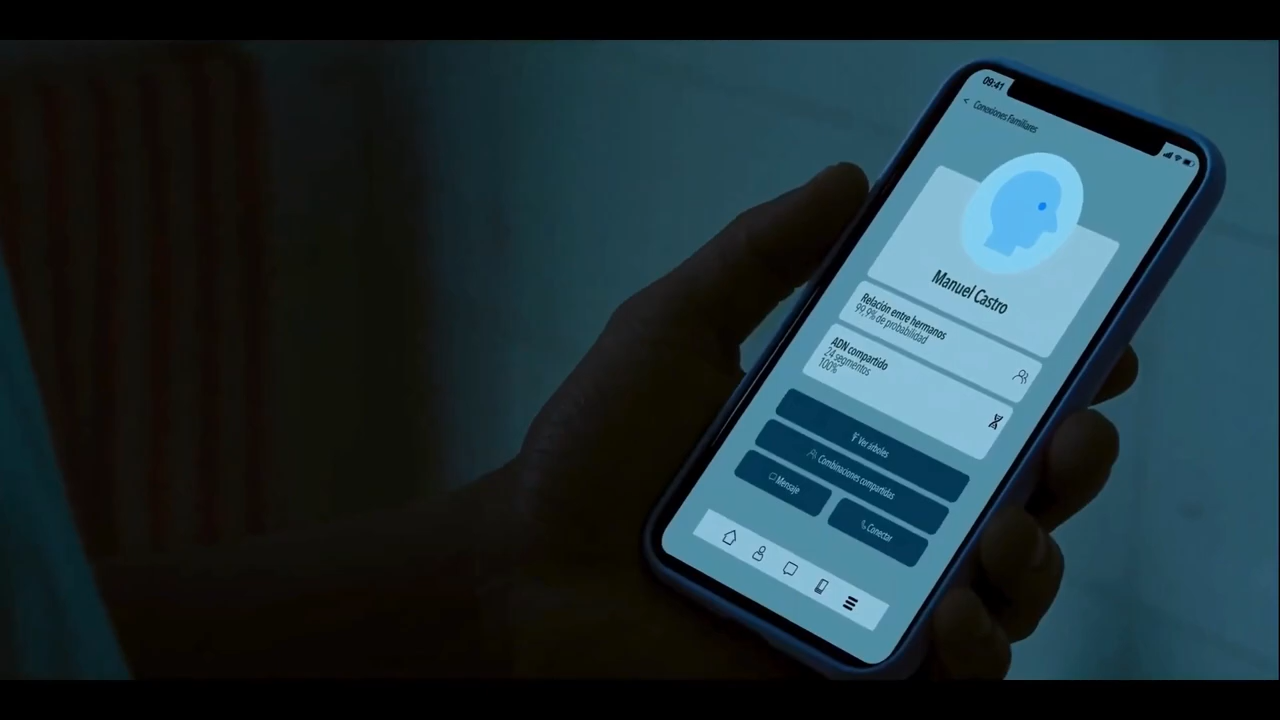 09:41
< Conexiones Familiares
Manuel Castro
Relación entre hermanos
99,9% de probabilidad
ADN compartido
24 segmentos
100%
Ver árboles
Combinaciones compartidas
Mensaje
Conectar